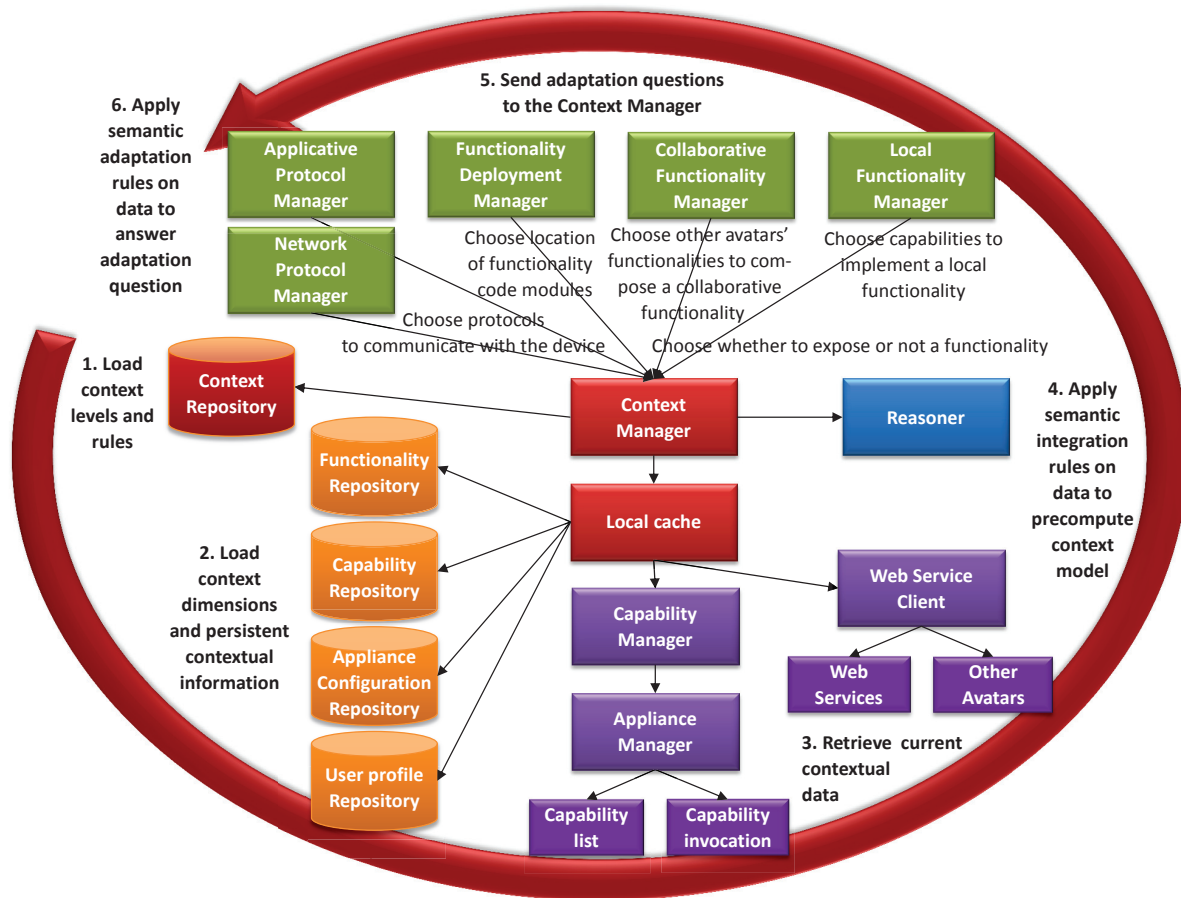 5. Send adaptation questions
to the Context Manager
6. Apply
semantic
adaptation
rules on
data to
answer
adaptation
question
Applicative
Protocol
Manager
Functionality
Deployment
Manager
Collaborative
Functionality
Manager
Local
Functionality
Manager
Network
Protocol
Manager
Choose location
of functionality
code modules
Choose other avatars’
functionalities to com-
pose a collaborative
functionality
Choose capabilities to
implement a local
functionality
Choose protocols
to communicate with the device
Choose whether to expose or not a functionality
1. Load
context
levels and
rules
Context
Repository
Context
Manager
Reasoner
4. Apply
semantic
integration
rules on
data to
precompute
context
model
Functionality
Repository
Local cache
2. Load
context
dimensions
and persistent
contextual
information
Capability
Repository
Appliance
Configuration
Repository
User profile
Repository
Capability
Manager
Web Service
Client
Web
Services
Other
Avatars
Appliance
Manager
3. Retrieve current
contextual
data
Capability
list
Capability
invocation